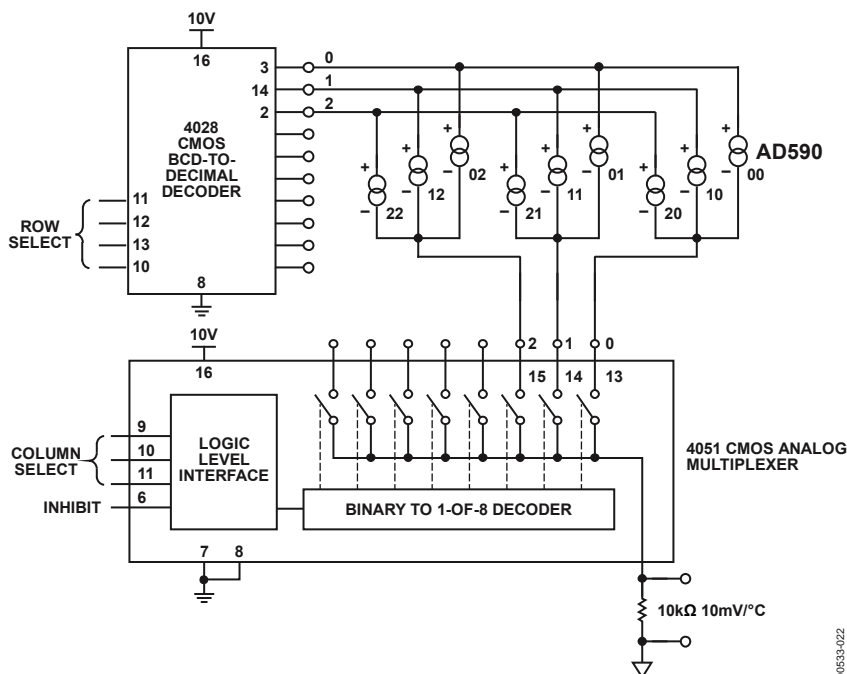 10V
16
3
0
14
1
2
2
4028
CMOS
BCD-TO-
DECIMAL
DECODER
ROW
SELECT
11
12
13
10
8
+
−
22
+
−
12
+
−
02
+
−
21
+
−
11
+
−
01
+
−
20
+
−
10
+
−
00
AD590
10V
16
2
1
0
15
14
13
COLUMN
SELECT
9
10
11
INHIBIT
6
LOGIC
LEVEL
INTERFACE
BINARY TO 1-OF-8 DECODER
4051 CMOS ANALOG
MULTIPLEXER
7
8
10kΩ 10mV/°C
00533-022